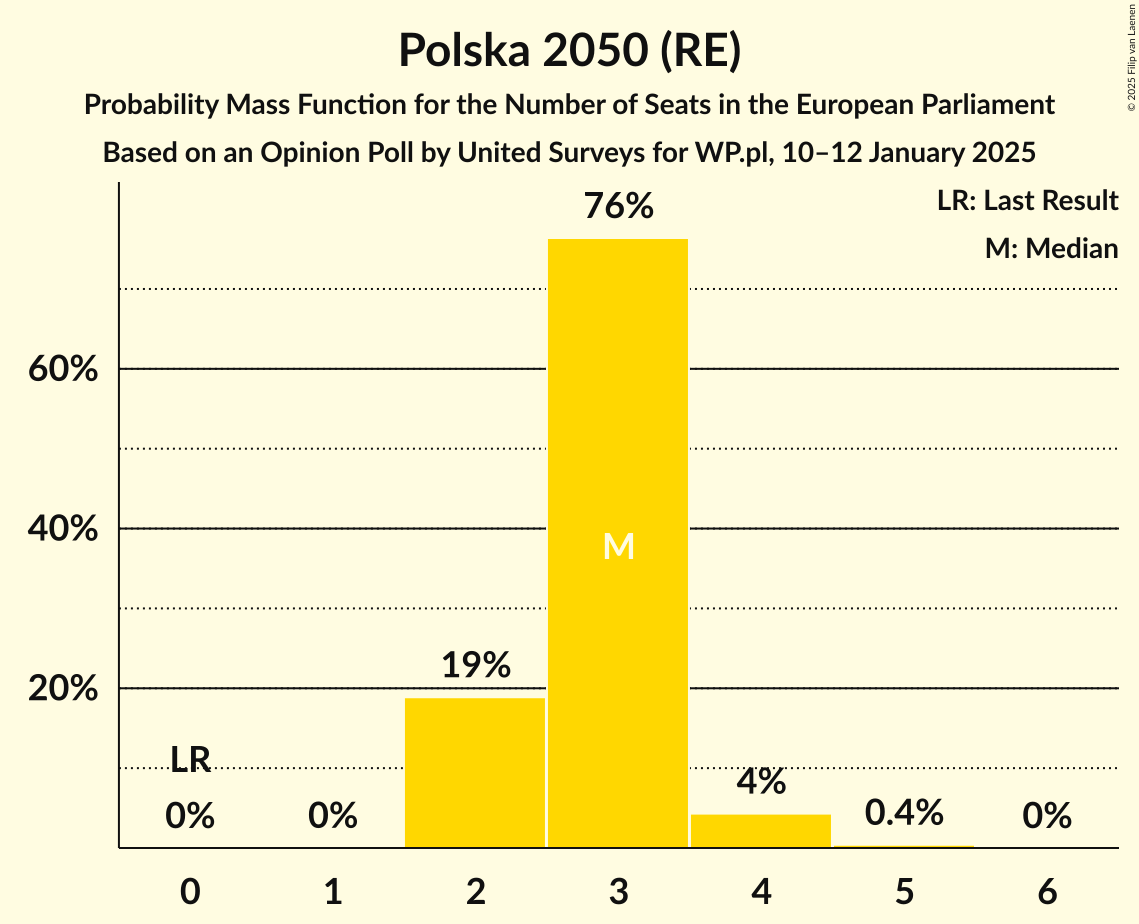 Polska 2050 (RE)
Probability Mass Function for the Number of Seats in the European Parliament
Based on an Opinion Poll by United Surveys for WP.pl, 10–12 January 2025
© 2025 Filip van Laenen
LR: Last Result
M: Median
76%
60%
M
40%
19%
20%
LR
4%
0%
0%
0.4%
0%
0 1 2 3 4 5 6